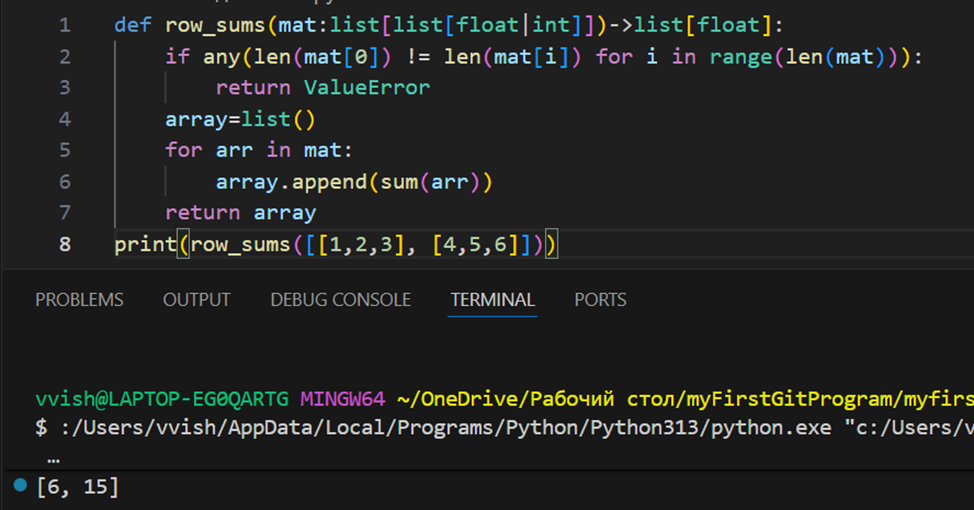 1 def row_sums(mat:list[list[float|int]])->list[float]:
2 if any(len(mat[0]) != len(mat[i]) for i in range(len(mat))):
3 return ValueError
4 array=list()
5 for arr in mat:
6 array.append(sum(arr))
7 return array
8 print(row_sums([[1,2,3], [4,5,6]]))
PROBLEMS OUTPUT DEBUG CONSOLE TERMINAL PORTS
vvish@LAPTOP-EG0QARTG MINGW64 ~/OneDrive/Рабочий стол/myFirstGitProgram/myfirs
$ :/Users/vvish/AppData/Local/Programs/Python/Python313/python.exe "c:/Users/v
…
[6, 15]